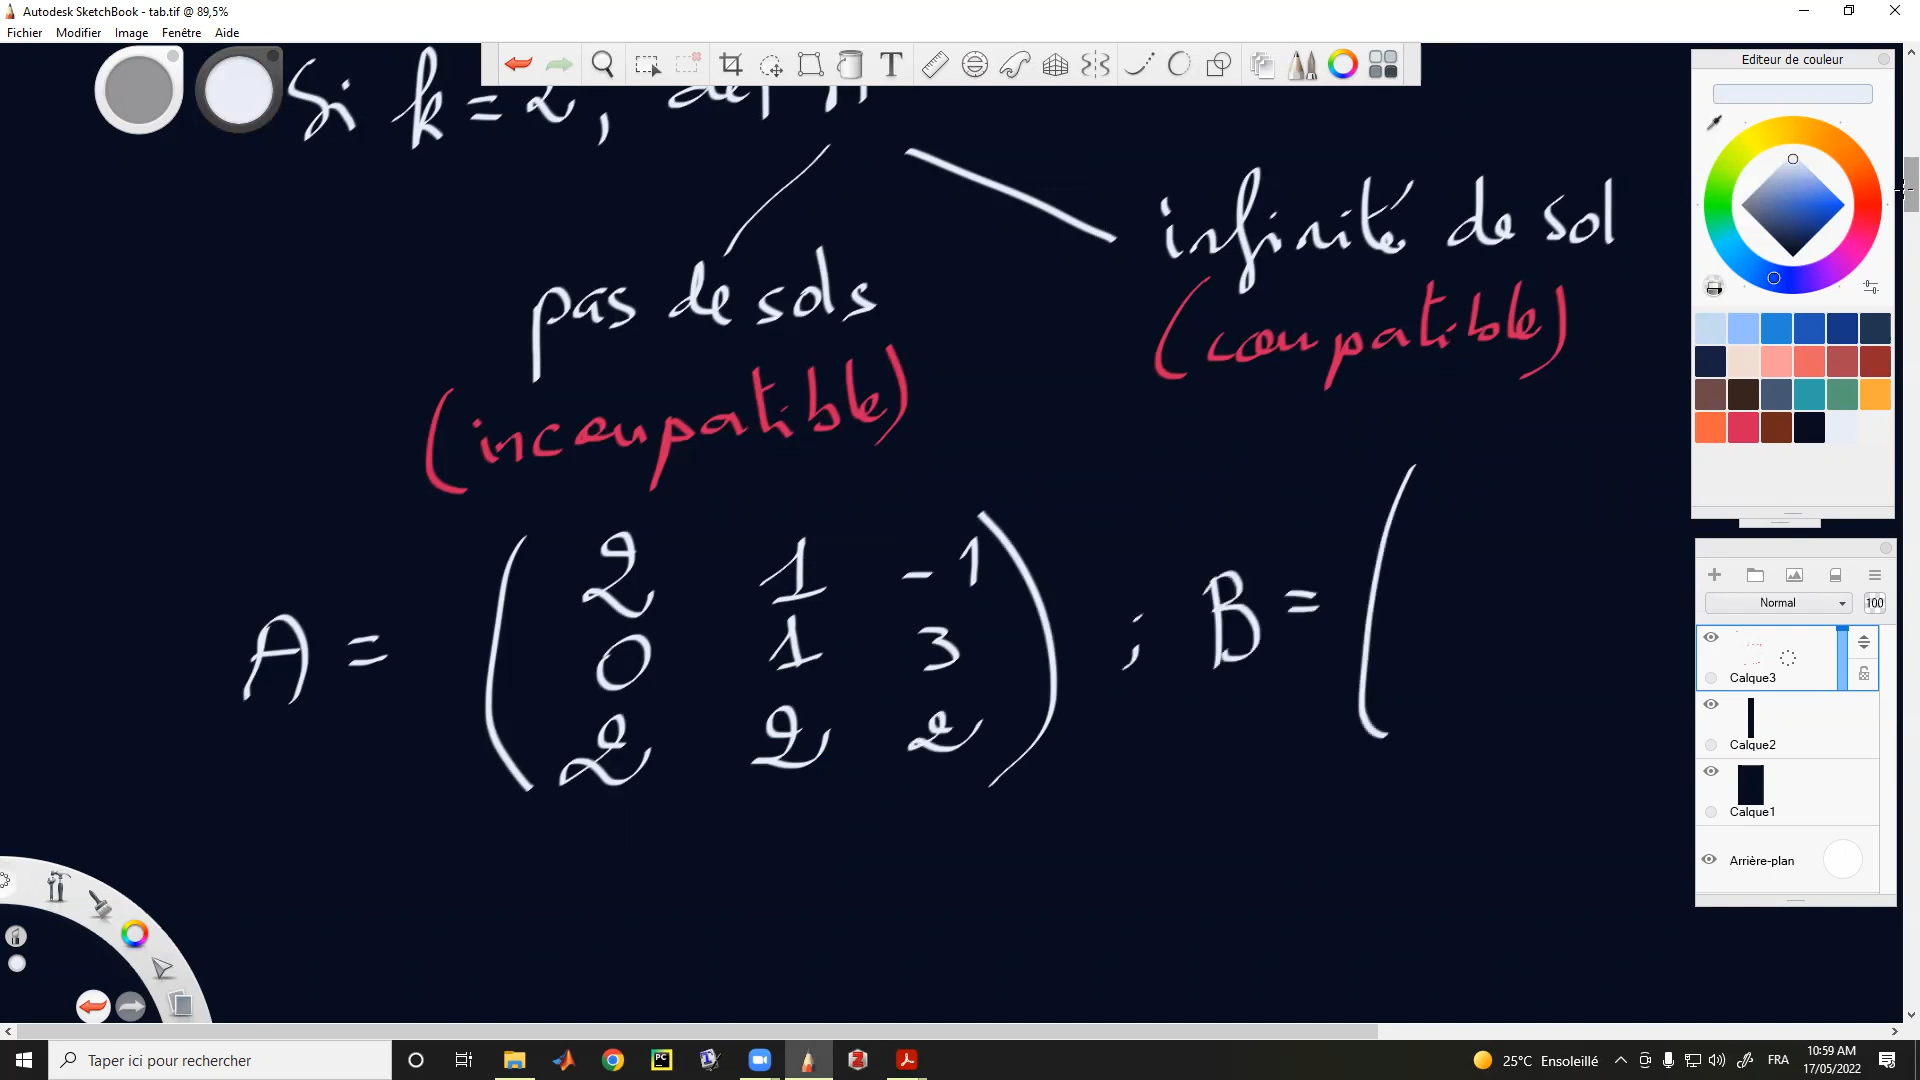 Autodesk SketchBook - tab.tif @ 89,5%
Fichier Modifier Image Fenêtre Aide
Si k = 2, det A
pas de sols
(incompatible)
infinité de sol
(compatible)
A = ( 2 1 -1
0 1 3
2 2 2 ) ; B = (
Editeur de couleur
Normal 100
Calque3
Calque2
Calque1
Arrière-plan
Taper ici pour rechercher
25°C Ensoleillé
FRA
10:59 AM
17/05/2022